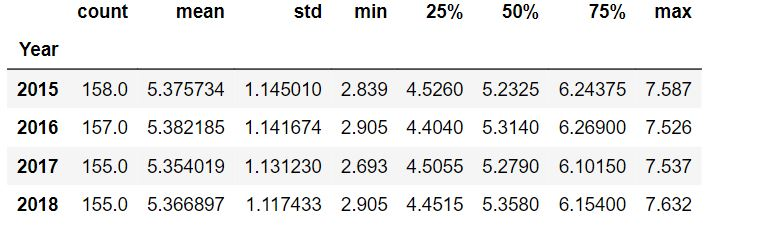 count mean std min 25% 50% 75% max
Year
2015 158.0 5.375734 1.145010 2.839 4.5260 5.2325 6.24375 7.587
2016 157.0 5.382185 1.141674 2.905 4.4040 5.3140 6.26900 7.526
2017 155.0 5.354019 1.131230 2.693 4.5055 5.2790 6.10150 7.537
2018 155.0 5.366897 1.117433 2.905 4.4515 5.3580 6.15400 7.632